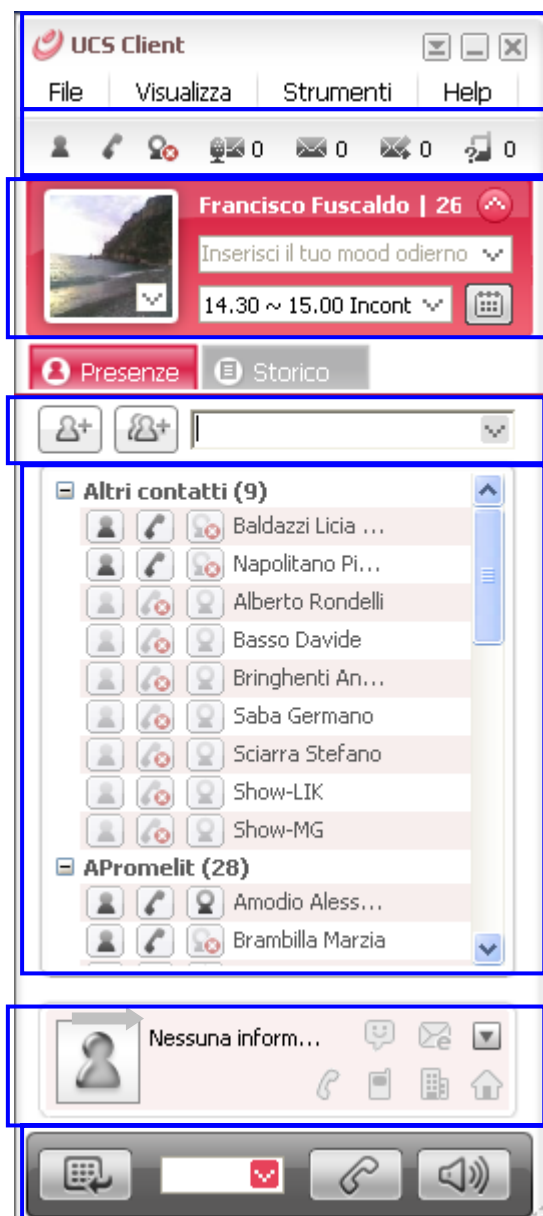 UCS Client
File Visualizza Strumenti Help
0 0 0 0
Francisco Fuscaldo | 26
Inserisci il tuo mood odierno
14.30 ~ 15.00 Incont
Presenze Storico
Altri contatti (9)
Baldazzi Licia ...
Napolitano Pi...
Alberto Rondelli
Basso Davide
Bringhenti An...
Saba Germano
Sciarra Stefano
Show-LIK
Show-MG
APromelit (28)
Amodio Aless...
Brambilla Marzia
Nessuna inform...